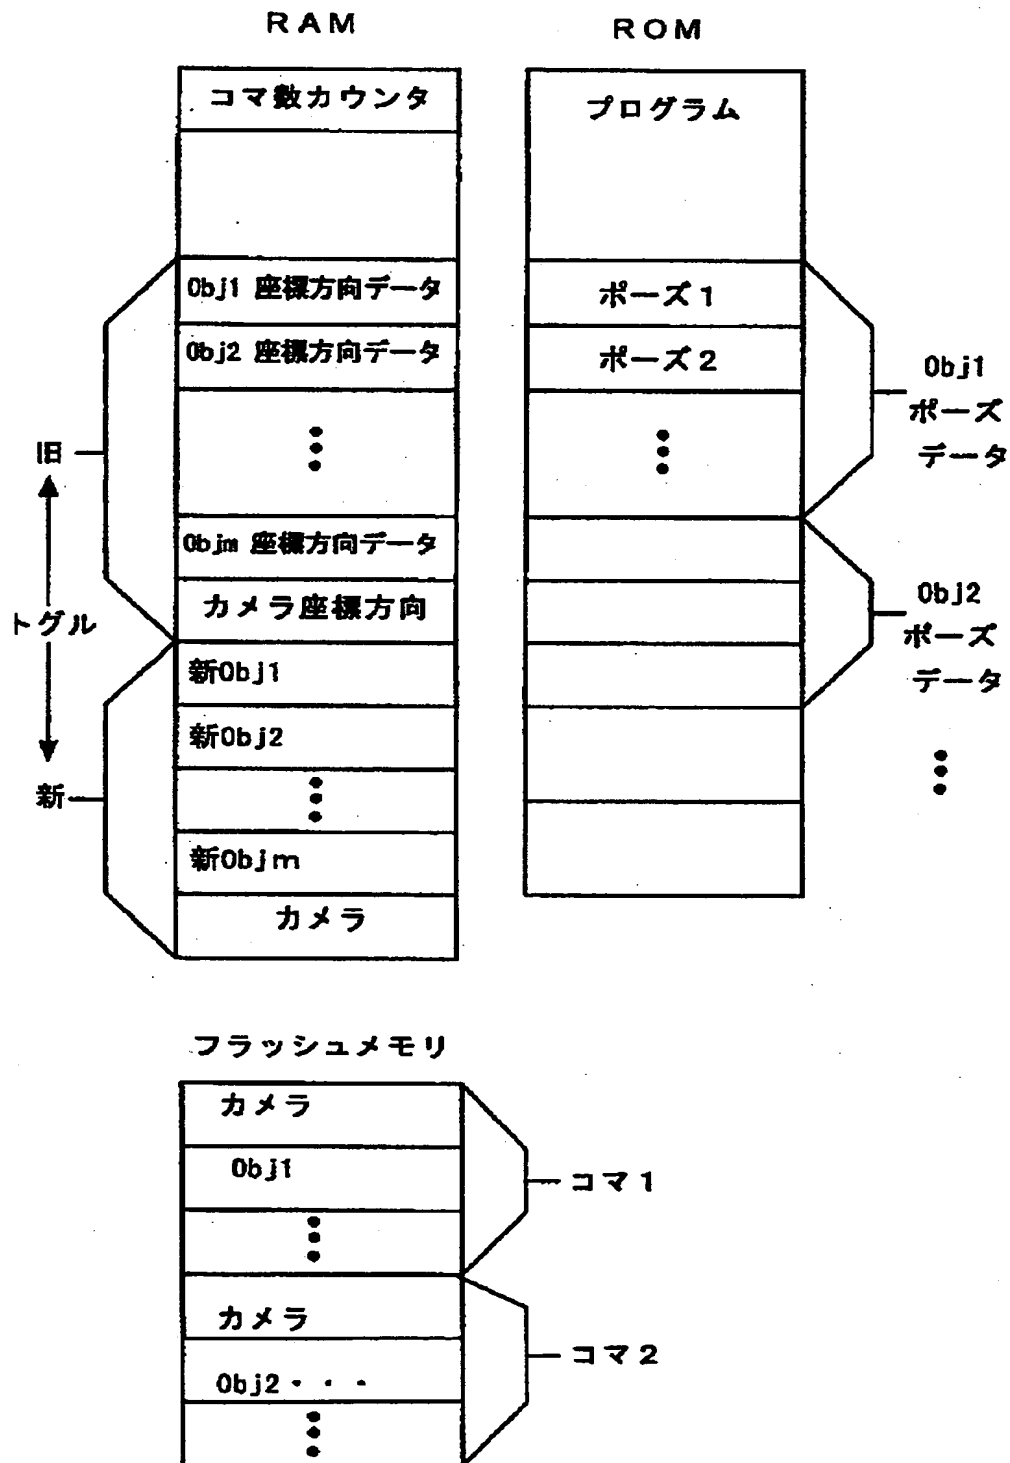 RAM
コマ数カウンタ
Obj1 座標方向データ
Obj2 座標方向データ
Objm 座標方向データ
カメラ座標方向
新Obj1
新Obj2
新Objm
カメラ
旧
トグル
新
ROM
プログラム
ポーズ1
ポーズ2
Obj1
ポーズ
データ
Obj2
ポーズ
データ
フラッシュメモリ
カメラ
Obj1
コマ1
カメラ
Obj2・・・
コマ2